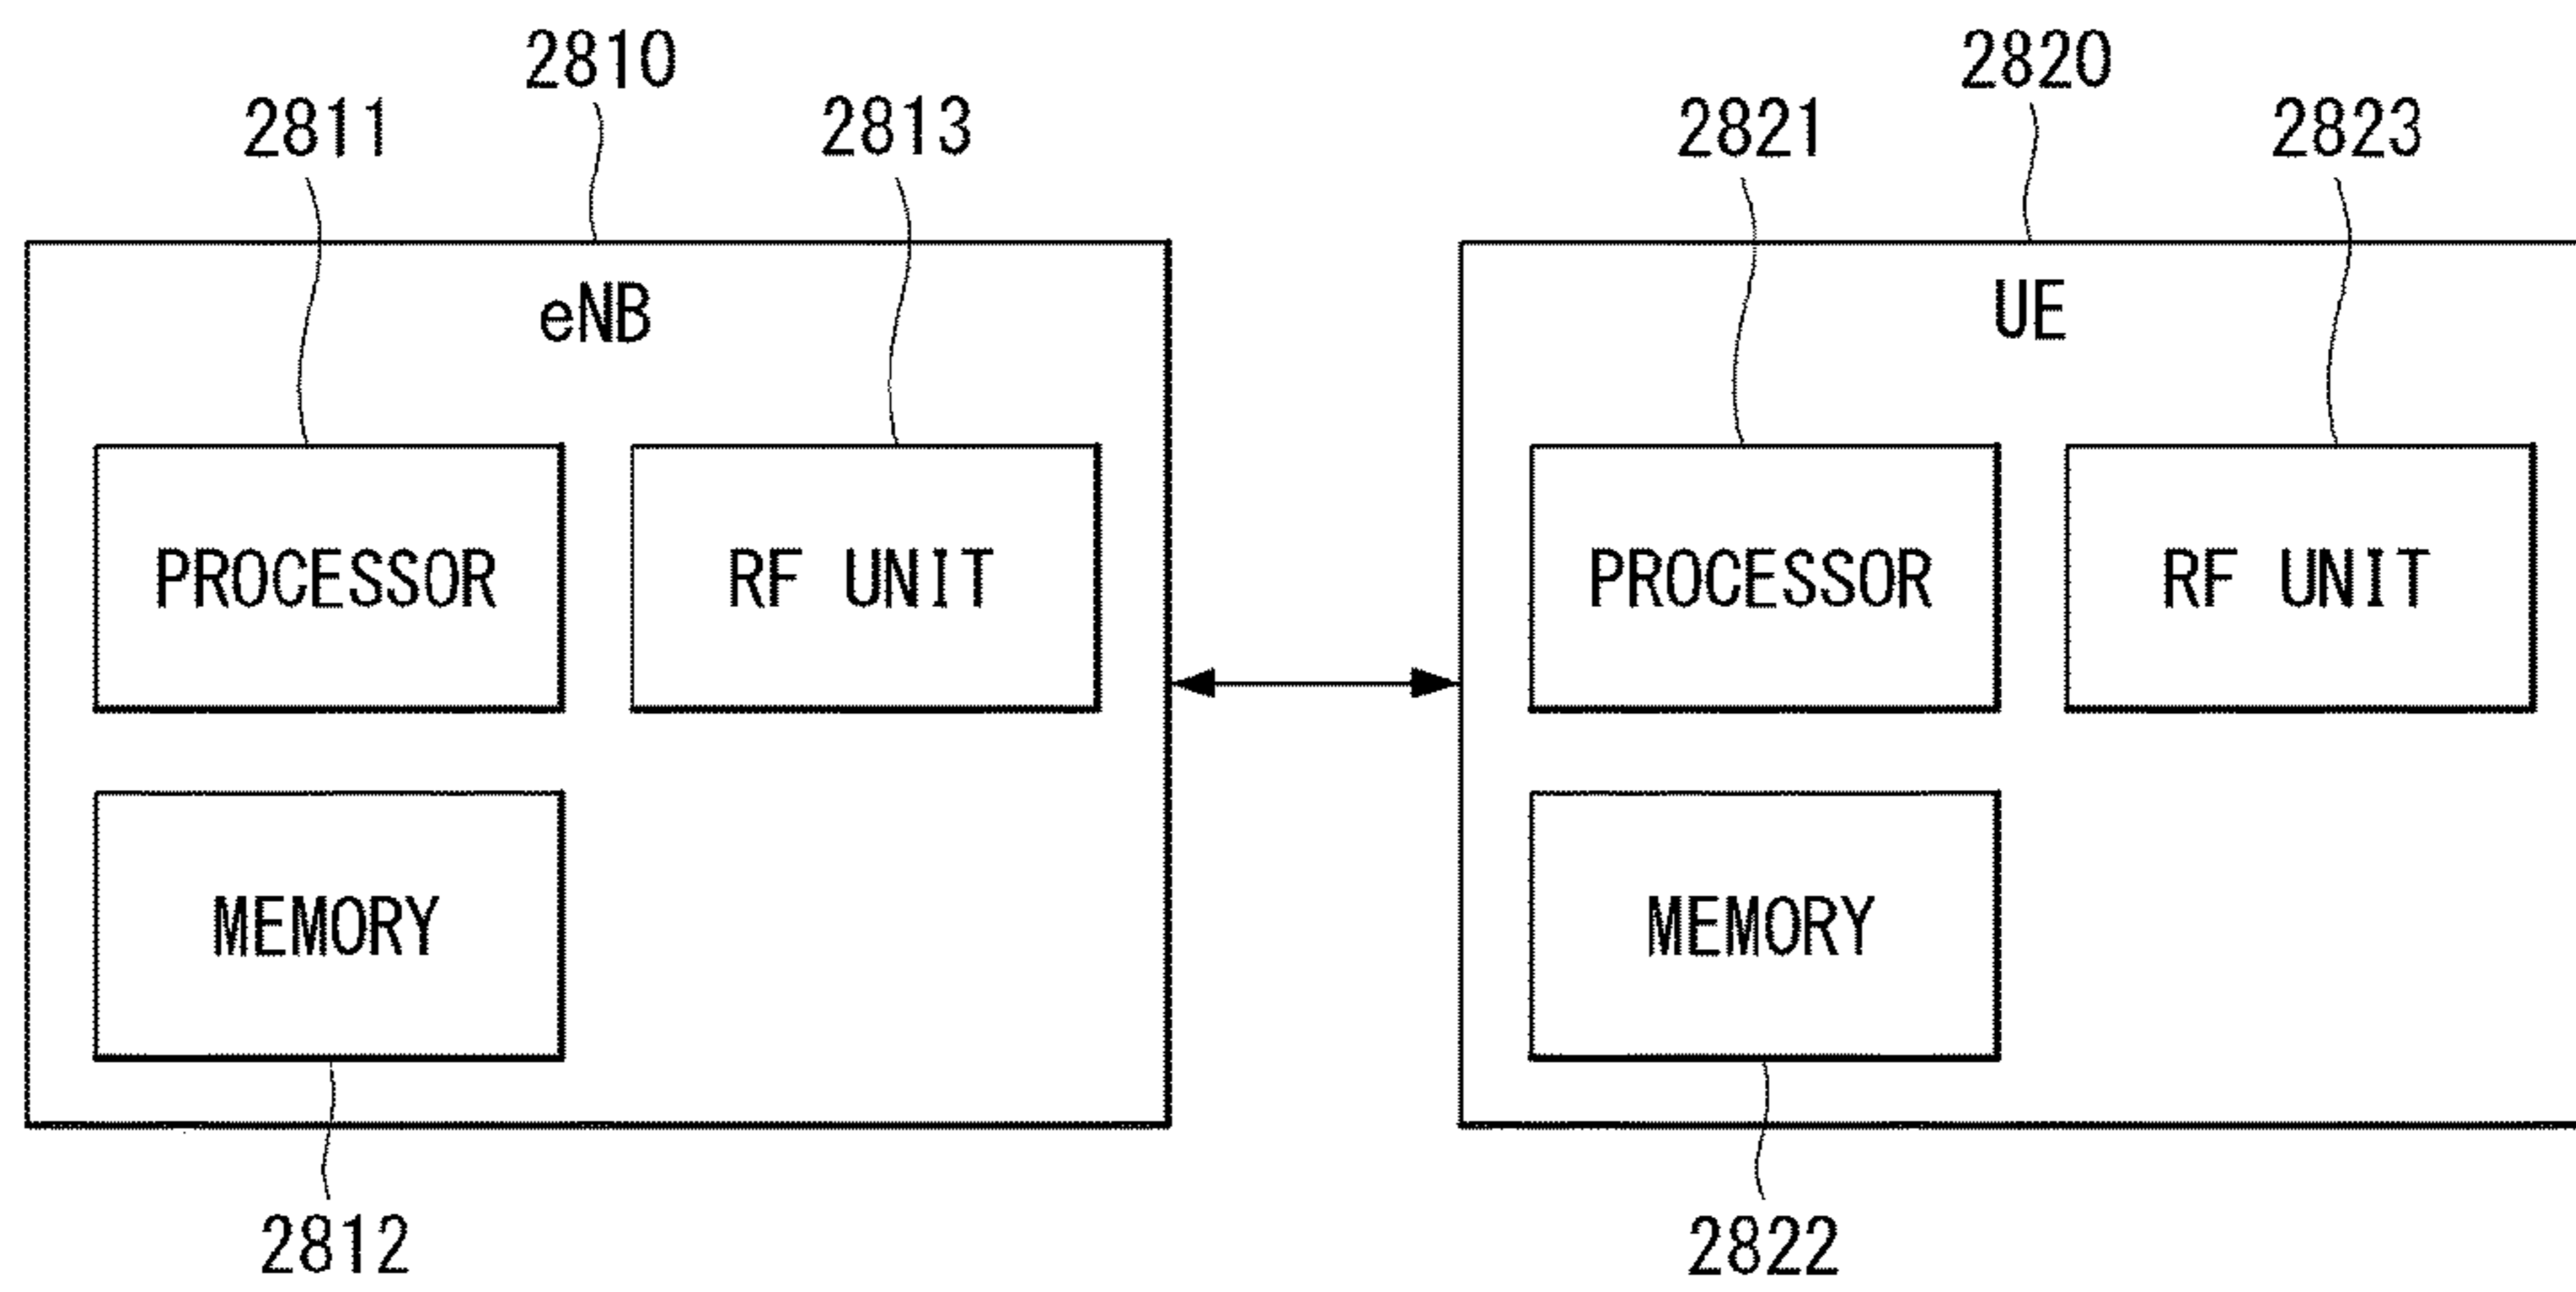 2810
2820
2811
2813
2821
2823
eNB
UE
PROCESSOR
RF UNIT
PROCESSOR
RF UNIT
MEMORY
MEMORY
2812
2822